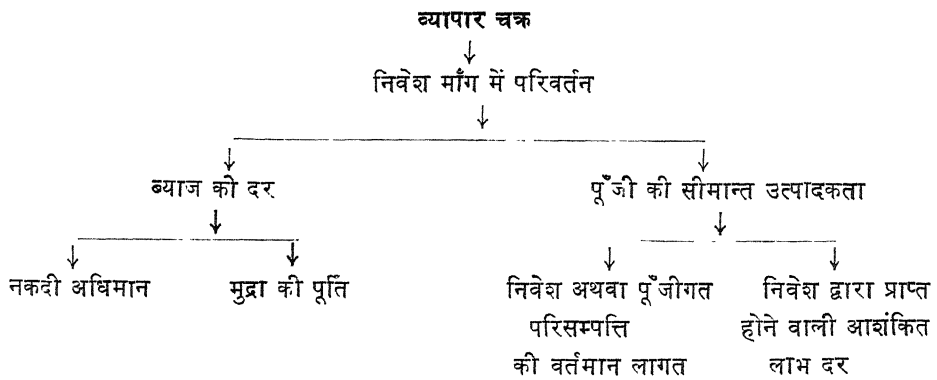 व्यापार चक्र
निवेश माँग में परिवर्तन
ब्याज को दर
पूँजी की सीमान्त उत्पादकता
नकदी अधिमान
मुद्रा की पूर्ति
निवेश अथवा पूँजीगत
परिसम्पत्ति
की वर्तमान लागत
निवेश द्वारा प्राप्त
होने वाली आशंकित
लाभ दर